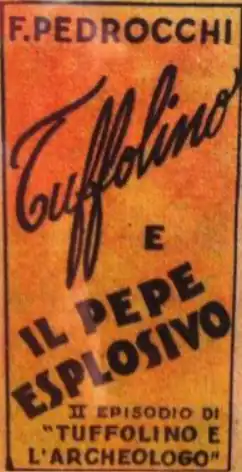 F. PEDROCCHI
Tuffolino
E
IL PEPE
ESPLOSIVO
II EPISODIO DI
"TUFFOLINO E
L'ARCHEOLOGO"